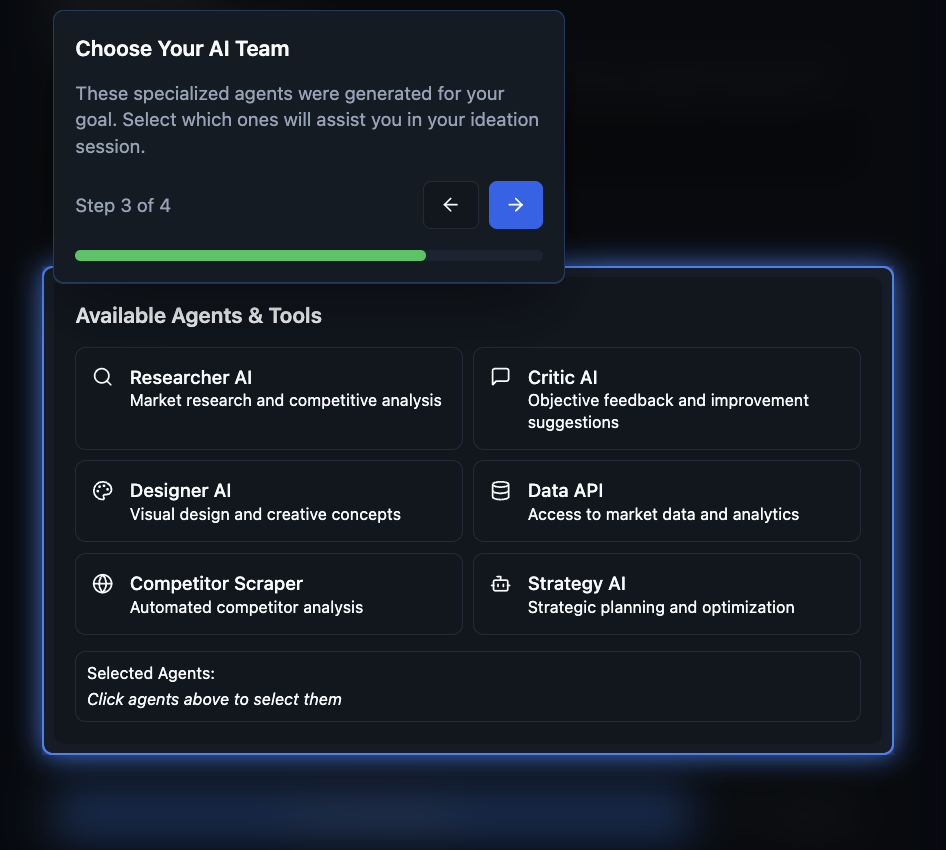 Choose Your AI Team
These specialized agents were generated for your
goal. Select which ones will assist you in your ideation
session.
Step 3 of 4
Available Agents & Tools
Researcher AI
Market research and competitive analysis
Critic AI
Objective feedback and improvement
suggestions
Designer AI
Visual design and creative concepts
Data API
Access to market data and analytics
Competitor Scraper
Automated competitor analysis
Strategy AI
Strategic planning and optimization
Selected Agents:
Click agents above to select them